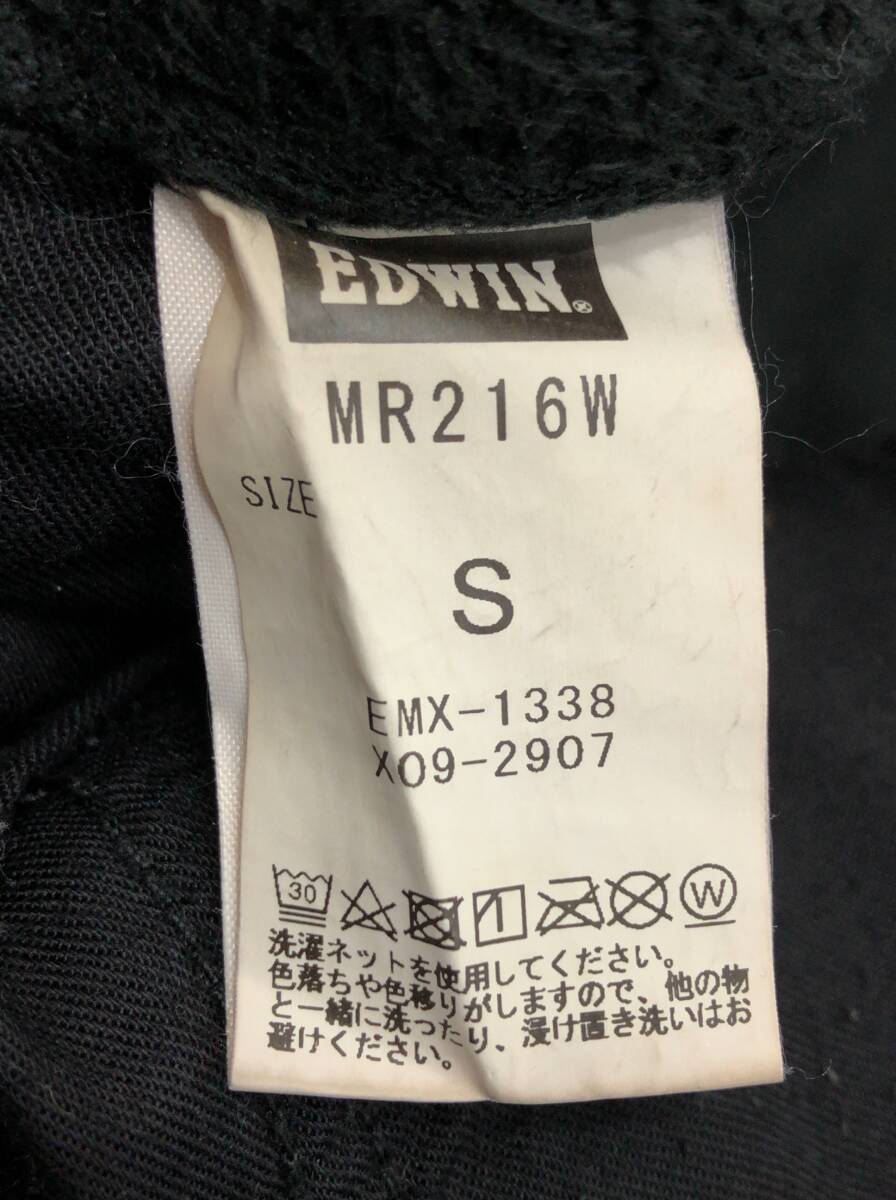 EDWIN®
MR216W
SIZE
S
EMX-1338
X09-2907
30
W
洗濯ネットを使用してください。
色落ちや色移りがしますので、他の物
と一緒に洗ったり、浸け置き洗いはお
避けください。